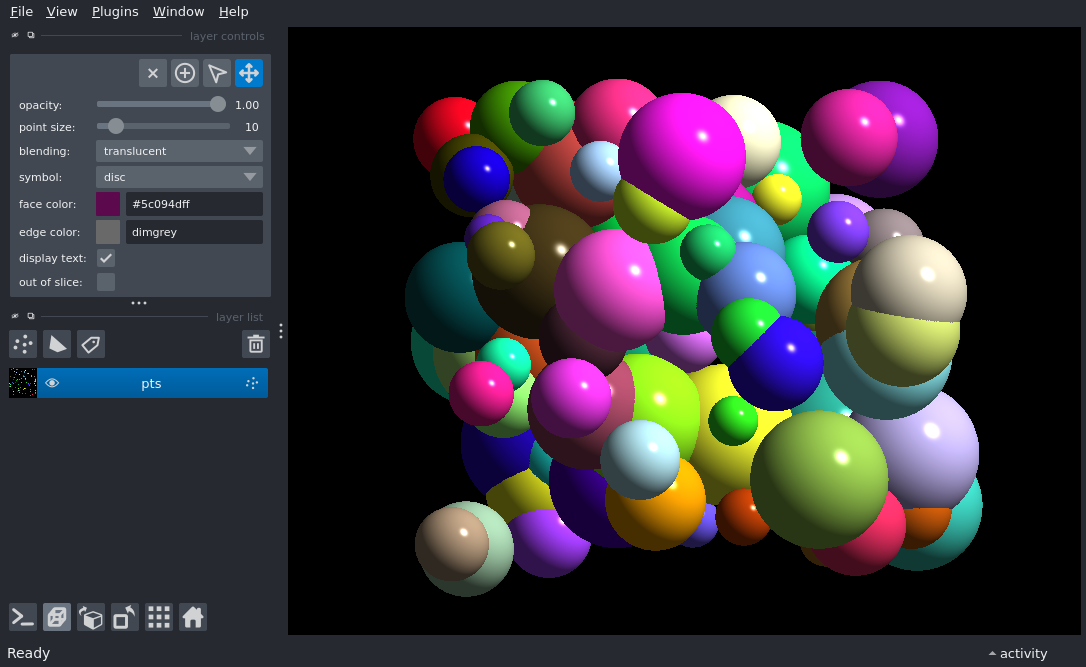 File View Plugins Window Help
layer controls
opacity: 1.00
point size: 10
blending: translucent
symbol: disc
face color: #5c094dff
edge color: dimgrey
display text:
out of slice:
layer list
pts
Ready activity